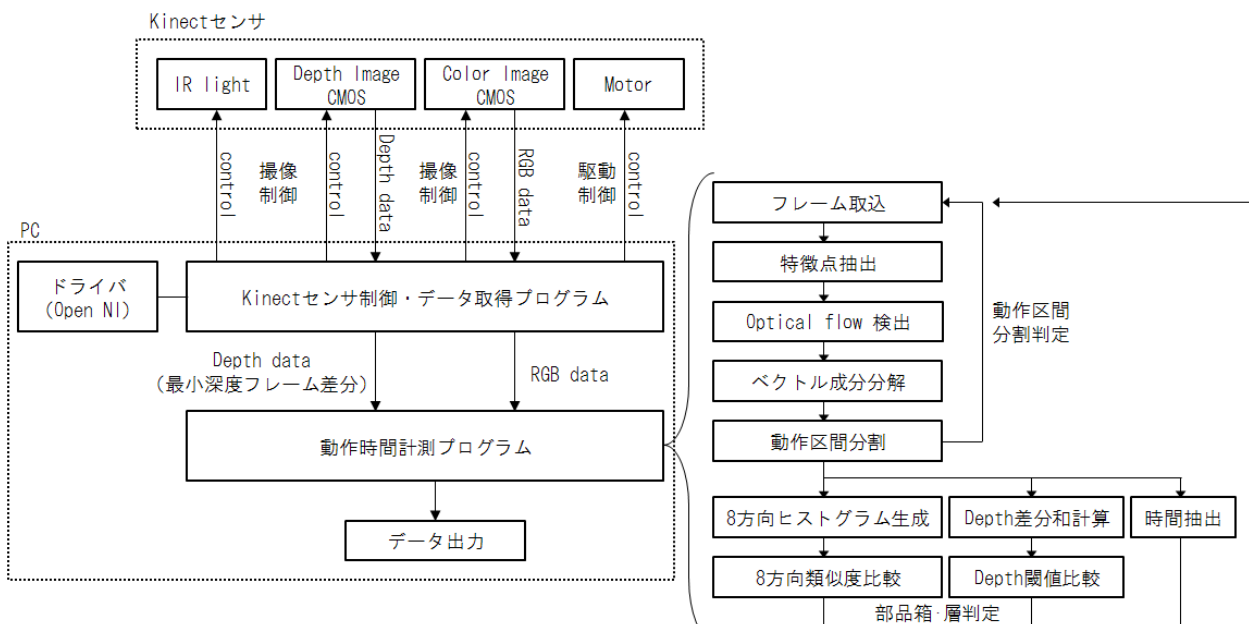 Kinectセンサ
IR light
Depth Image
CMOS
Color Image
CMOS
Motor
control
撮像
制御
control
Depth data
撮像
制御
control
RGB data
駆動
制御
control
PC
ドライバ
(Open NI)
Kinectセンサ制御・データ取得プログラム
Depth data
(最小深度フレーム差分)
RGB data
動作時間計測プログラム
データ出力
フレーム取込
特徴点抽出
Optical flow 検出
ベクトル成分分解
動作区間分割
動作区間
分割判定
8方向ヒストグラム生成
Depth差分和計算
時間抽出
8方向類似度比較
Depth閾値比較
部品箱・層判定